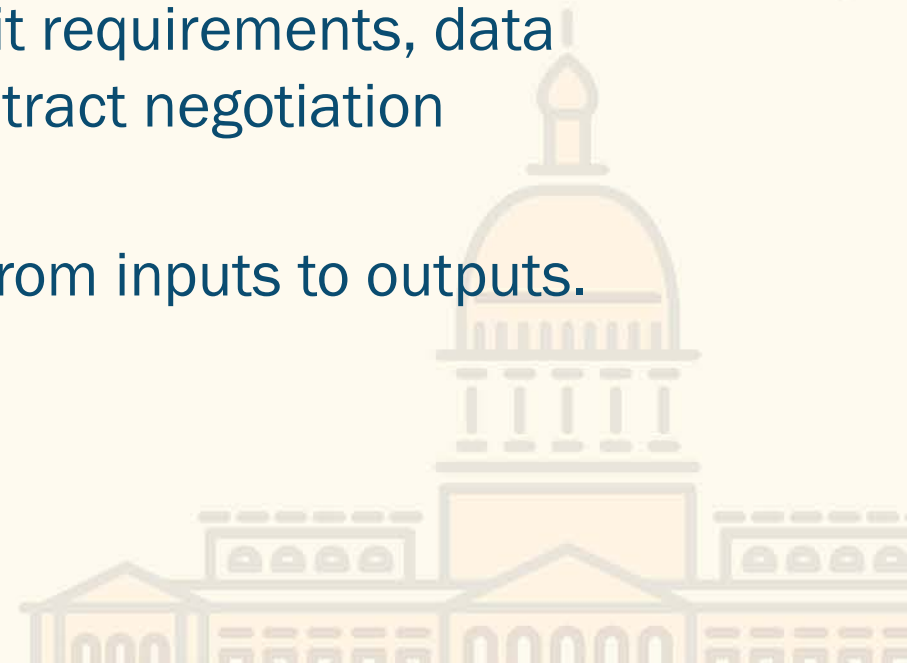 it requirements, data
tract negotiation
rom inputs to outputs.